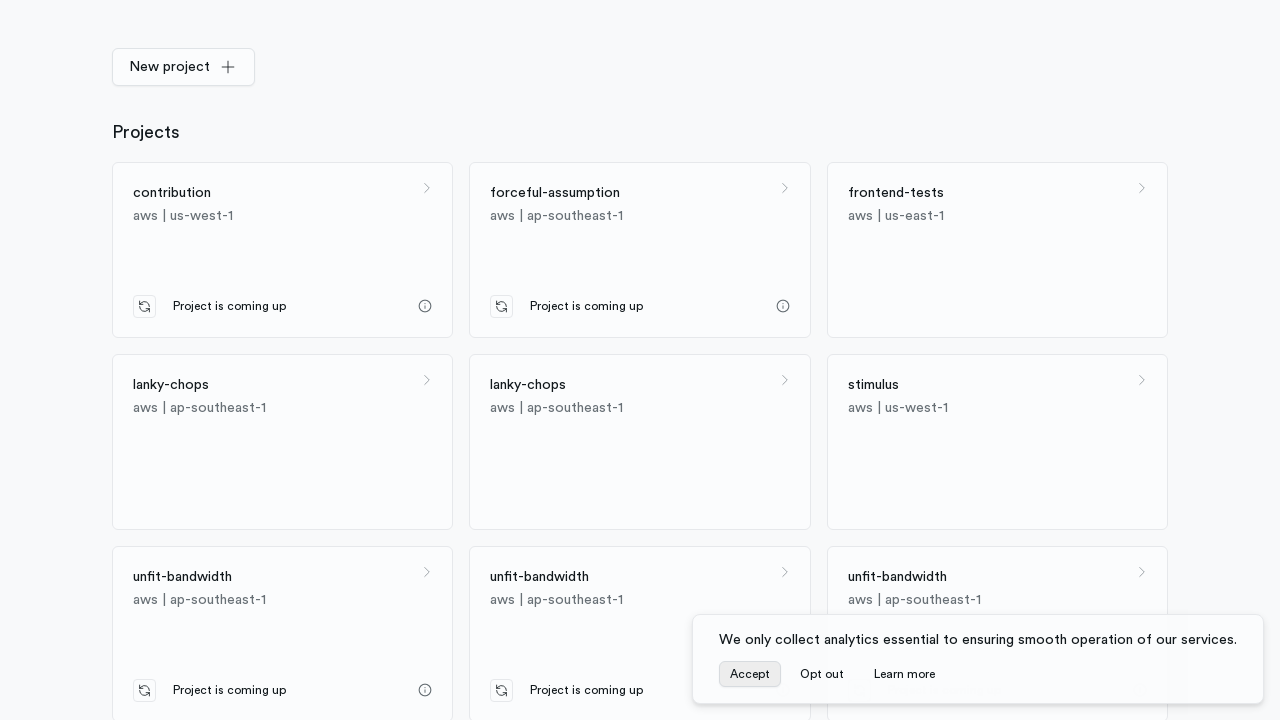 New project
Projects
contribution
aws | us-west-1
Project is coming up
forceful-assumption
aws | ap-southeast-1
Project is coming up
frontend-tests
aws | us-east-1
lanky-chops
aws | ap-southeast-1
lanky-chops
aws | ap-southeast-1
stimulus
aws | us-west-1
unfit-bandwidth
aws | ap-southeast-1
Project is coming up
unfit-bandwidth
aws | ap-southeast-1
Project is coming up
unfit-bandwidth
aws | ap-southeast-1
We only collect analytics essential to ensuring smooth operation of our services.
Accept
Opt out
Learn more